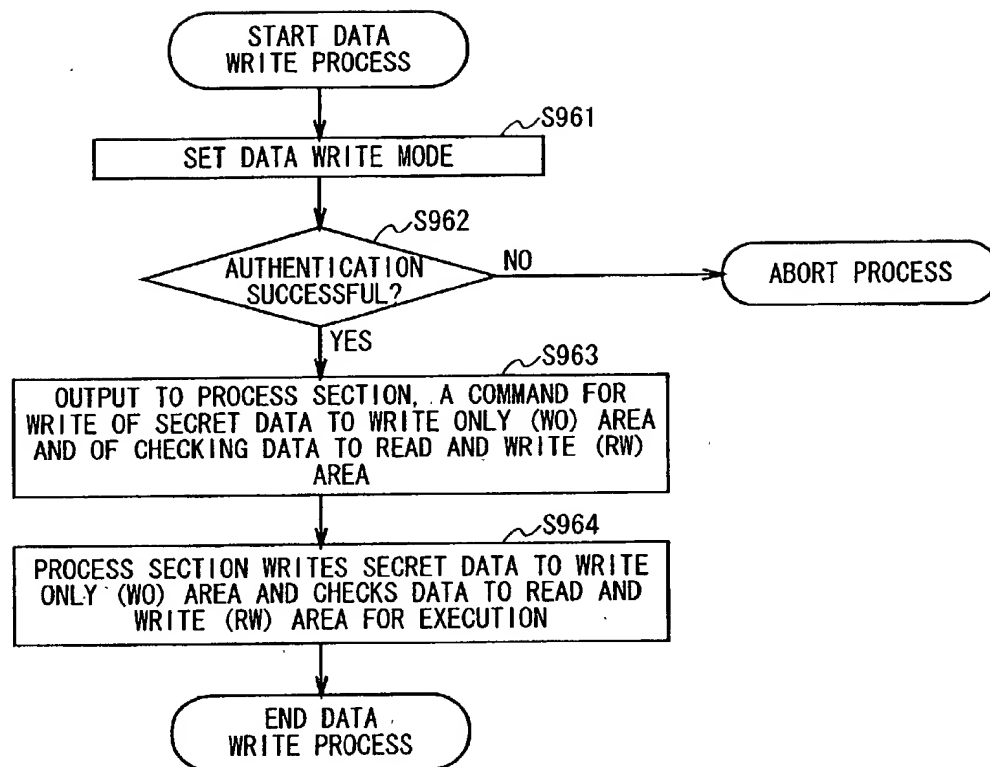 START DATA
WRITE PROCESS
S961
SET DATA WRITE MODE
S962
AUTHENTICATION
SUCCESSFUL?
NO
ABORT PROCESS
YES
S963
OUTPUT TO PROCESS SECTION, A COMMAND FOR
WRITE OF SECRET DATA TO WRITE ONLY (WO) AREA
AND OF CHECKING DATA TO READ AND WRITE (RW)
AREA
S964
PROCESS SECTION WRITES SECRET DATA TO WRITE
ONLY (WO) AREA AND CHECKS DATA TO READ AND
WRITE (RW) AREA FOR EXECUTION
END DATA
WRITE PROCESS